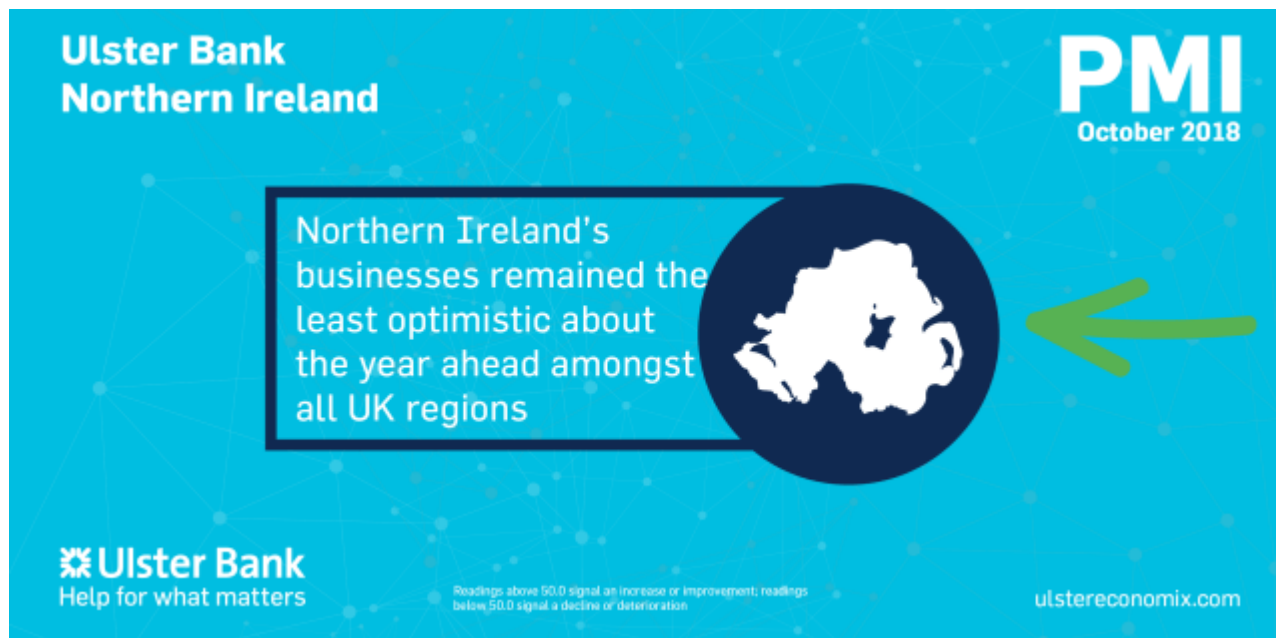 Ulster Bank
Northern Ireland
PMI
October 2018
Northern Ireland's
businesses remained the
least optimistic about
the year ahead amongst
all UK regions
Ulster Bank
Help for what matters
Readings above 50.0 signal an increase or improvement; readings
below 50.0 signal a decline or deterioration
ulstereconomix.com